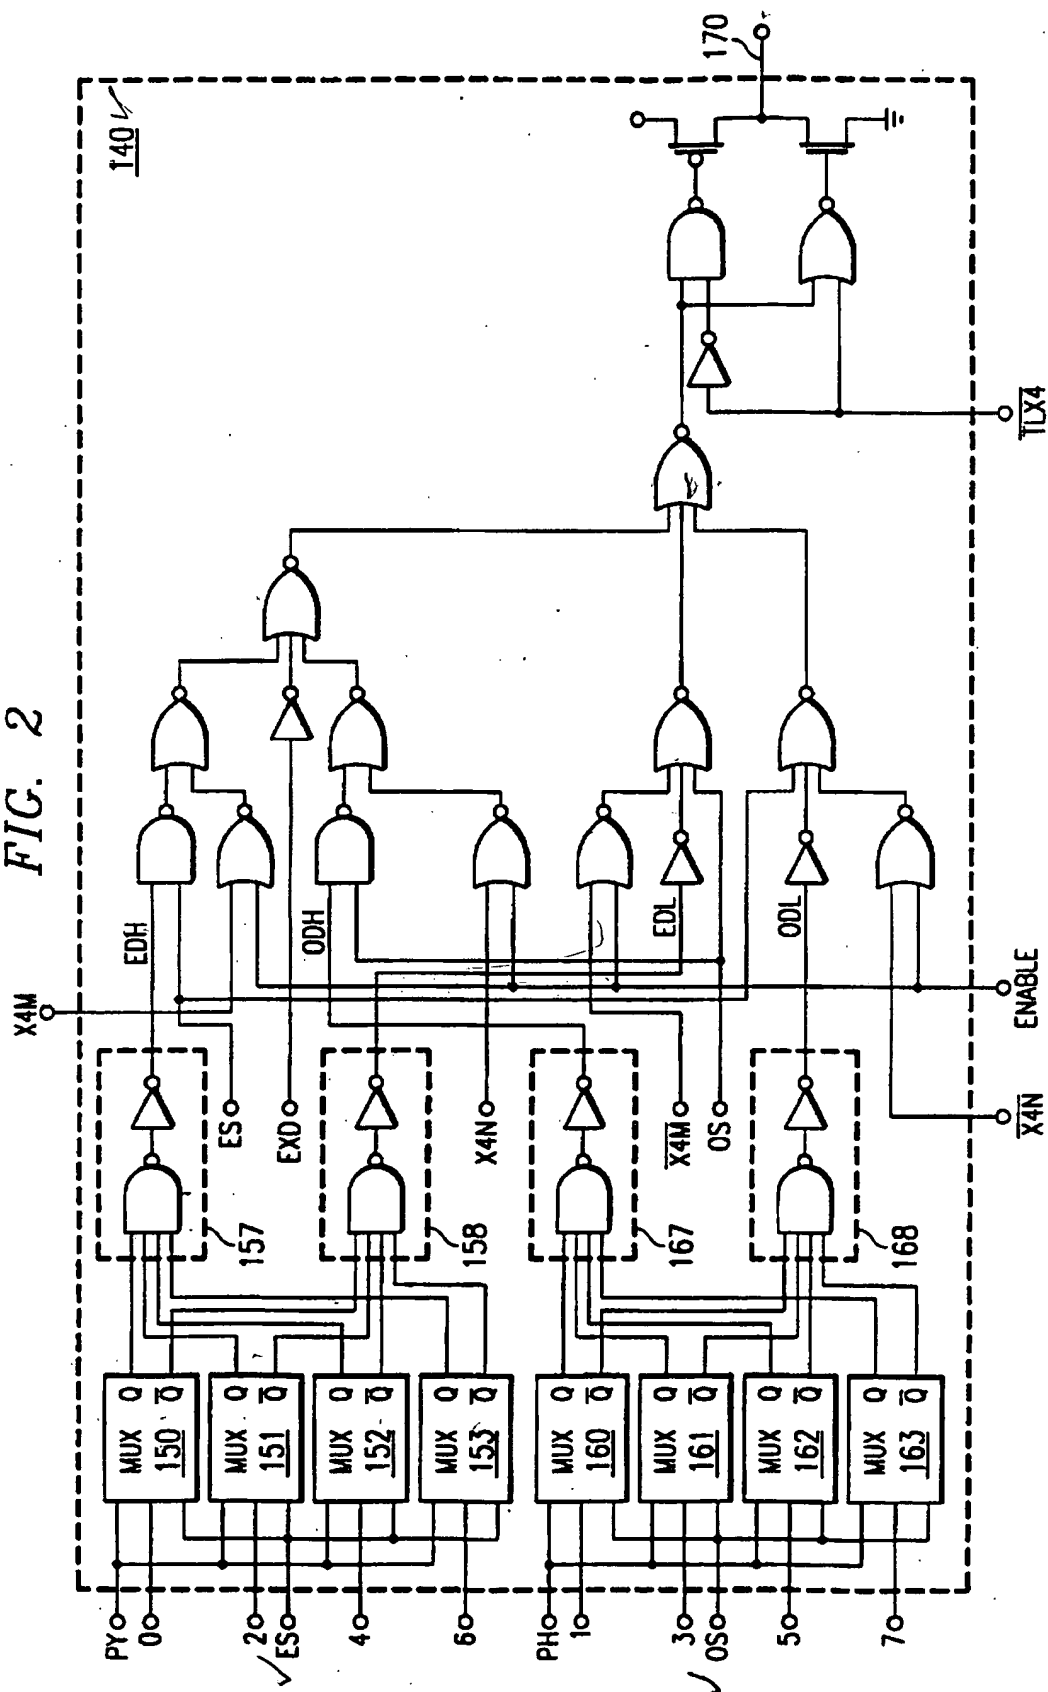 FIG. 2
140
170
X4M
EDH
ES
EXD
ODH
X4N
X4M
OS
EDL
ODL
ENABLE
X4N
TLX4
157
158
167
168
MUX 150 Q Q
MUX 151 Q Q
MUX 152 Q Q
MUX 153 Q Q
MUX 160 Q Q
MUX 161 Q Q
MUX 162 Q Q
MUX 163 Q Q
PY
0
2
ES
4
6
PH
1
3
OS
5
7